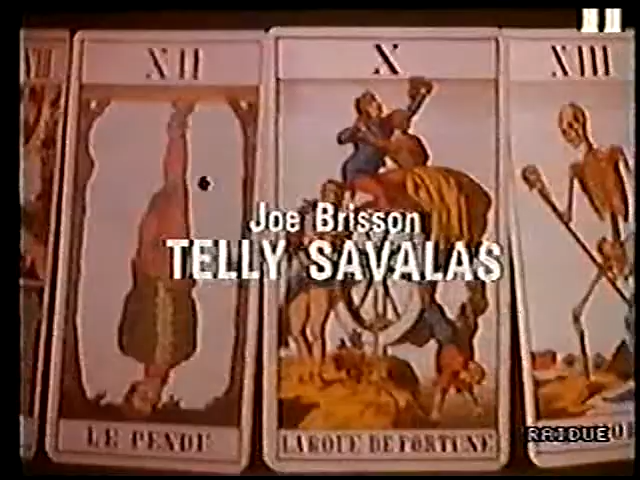 XII
X
XIII
Joe Brisson
TELLY SAVALAS
LE PENDU
LA ROUE DE FORTUNE
RAIDUE